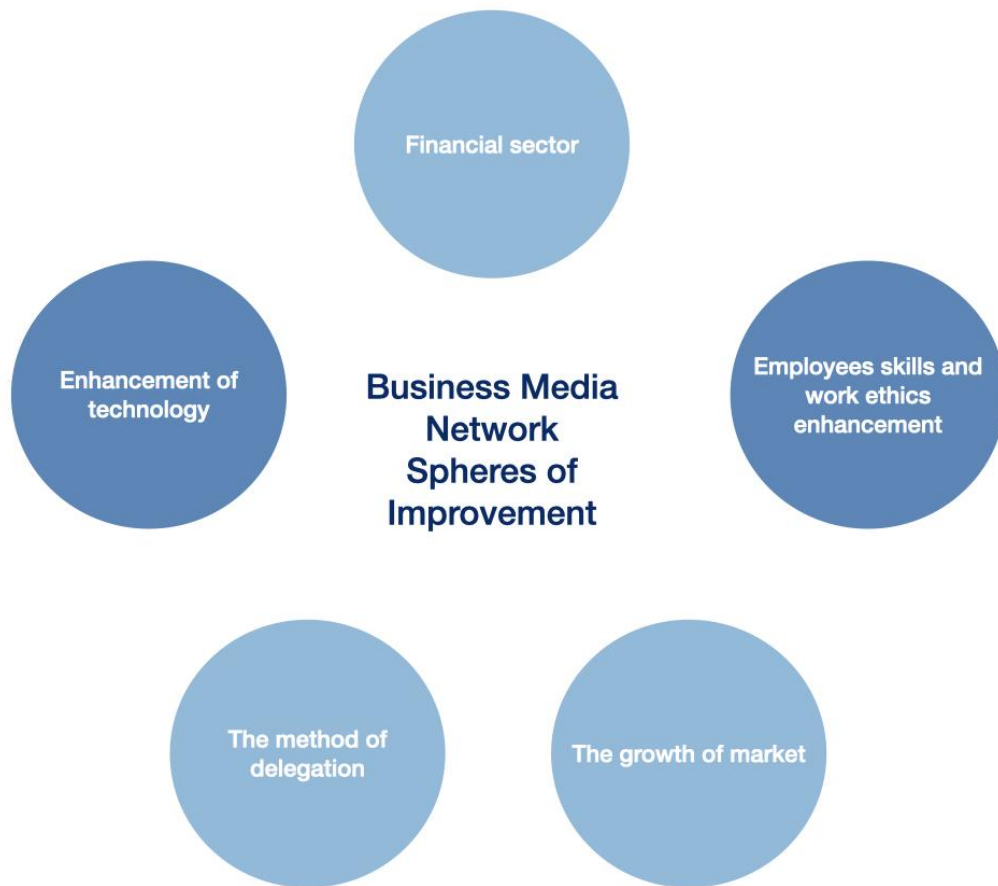 Financial sector
Enhancement of
technology
Business Media
Network
Spheres of
Improvement
Employees skills and
work ethics
enhancement
The method of
delegation
The growth of market